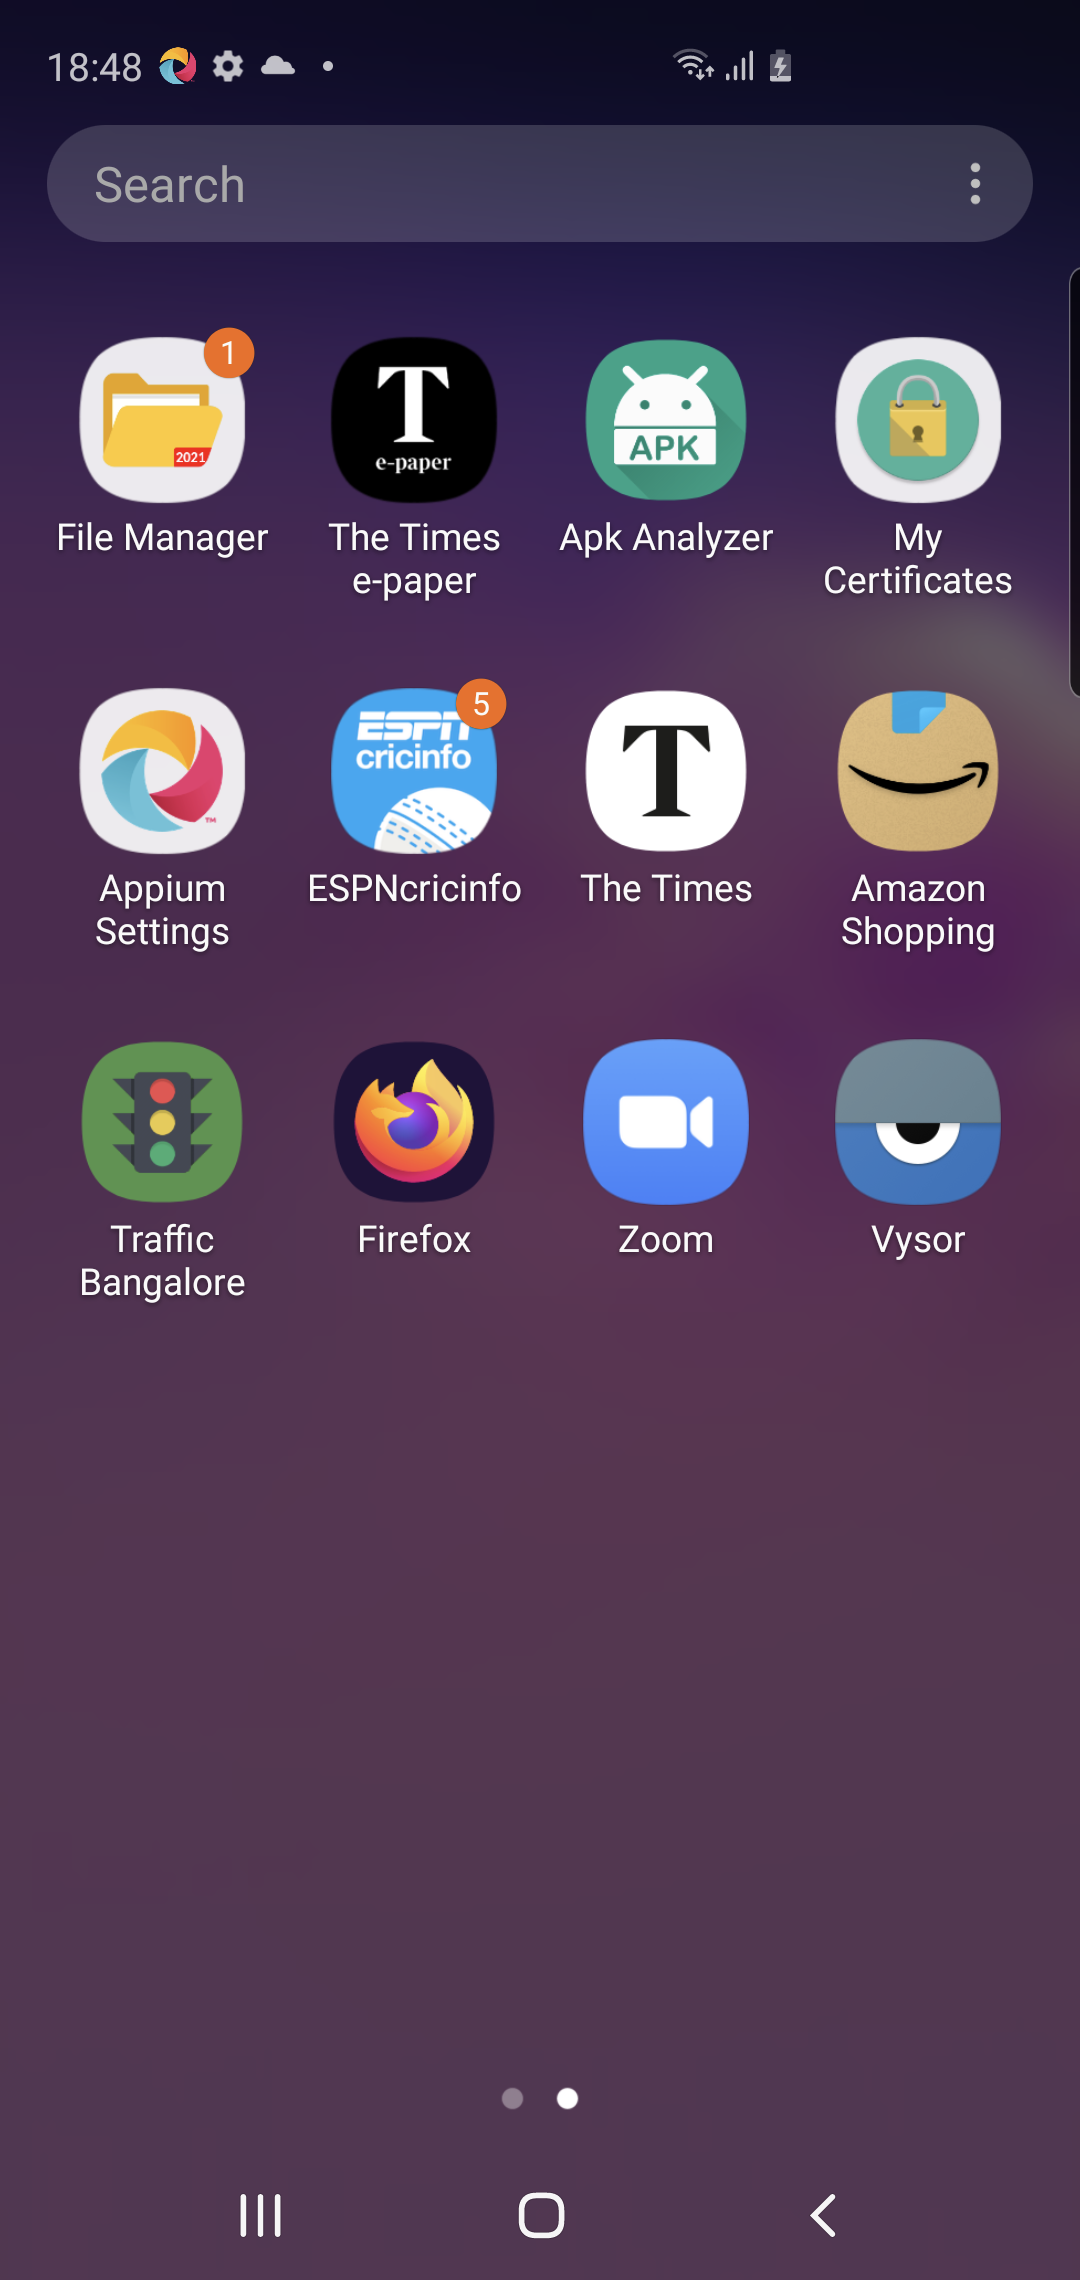 18:48
Search
1
2021
File Manager
T
e-paper
The Times
e-paper
APK
Apk Analyzer
My
Certificates
TM
Appium
Settings
5
ESPN
cricinfo
ESPNcricinfo
T
The Times
Amazon
Shopping
Traffic
Bangalore
Firefox
Zoom
Vysor